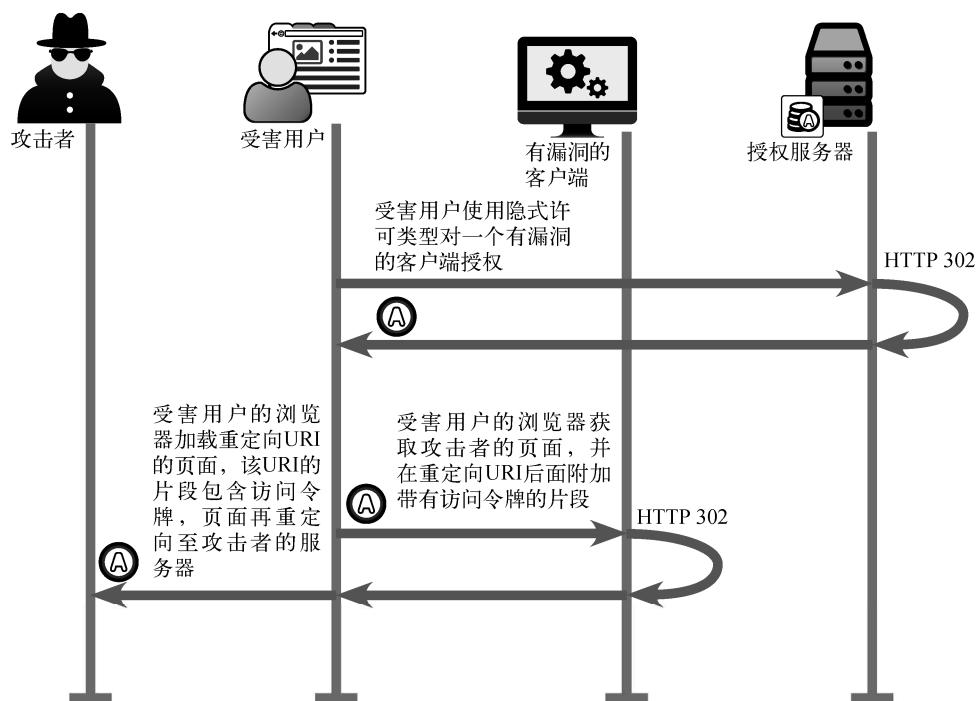 攻击者
受害用户
有漏洞的
客户端
授权服务器
受害用户使用隐式许
可类型对一个有漏洞
的客户端授权
HTTP 302
A
A
受害用户的浏览
器加载重定向URI
的页面，该URI的
片段包含访问令
牌，页面再重定
向至攻击者的服
务器
受害用户的浏览器获
取攻击者的页面，并
在重定向URI后面附加
带有访问令牌的片段
A
HTTP 302
A